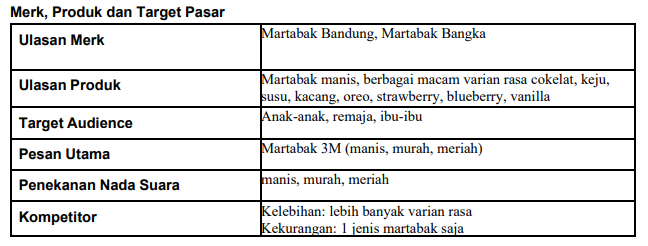 Merk, Produk dan Target Pasar
Ulasan Merk
Martabak Bandung, Martabak Bangka
Ulasan Produk
Martabak manis, berbagai macam varian rasa cokelat, keju,
susu, kacang, oreo, strawberry, blueberry, vanilla
Target Audience
Anak-anak, remaja, ibu-ibu
Pesan Utama
Martabak 3M (manis, murah, meriah)
Penekanan Nada Suara
manis, murah, meriah
Kompetitor
Kelebihan: lebih banyak varian rasa
Kekurangan: 1 jenis martabak saja